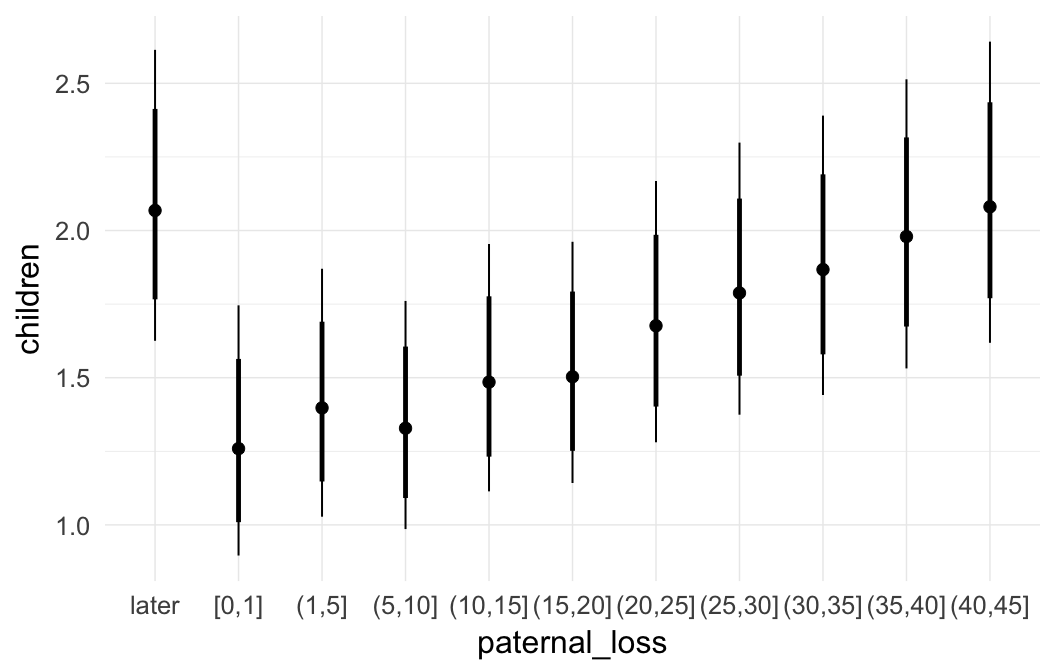 children
2.5
2.0
1.5
1.0
later [0,1] (1,5] (5,10] (10,15] (15,20] (20,25] (25,30] (30,35] (35,40] (40,45]
paternal_loss